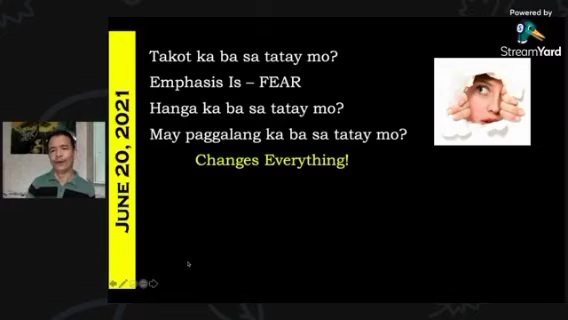 Powered by
StreamYard
JUNE 20, 2021
Takot ka ba sa tatay mo?
Emphasis Is – FEAR
Hanga ka ba sa tatay mo?
May paggalang ka ba sa tatay mo?
Changes Everything!